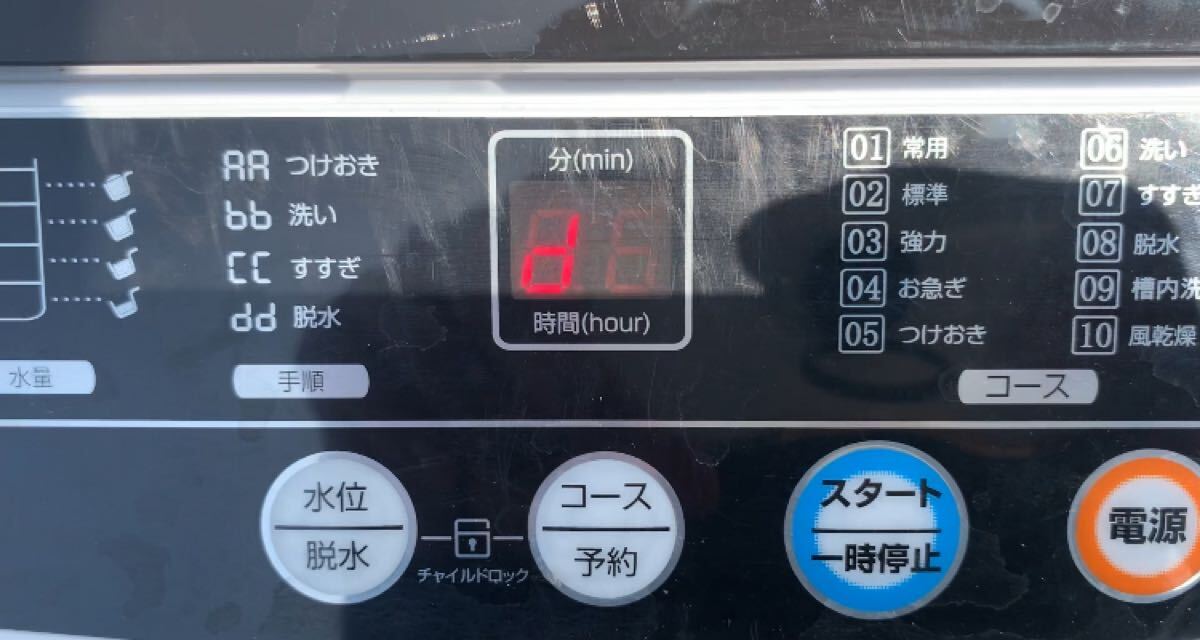 AA つけおき
bb 洗い
CC すすぎ
dd 脱水
水量
手順
分(min)
d
時間(hour)
01 常用
02 標準
03 強力
04 お急ぎ
05 つけおき
06 洗い
07 すすぎ
08 脱水
09 槽内洗
10 風乾燥
コース
水位
脱水
チャイルドロック
コース
予約
スタート
一時停止
電源